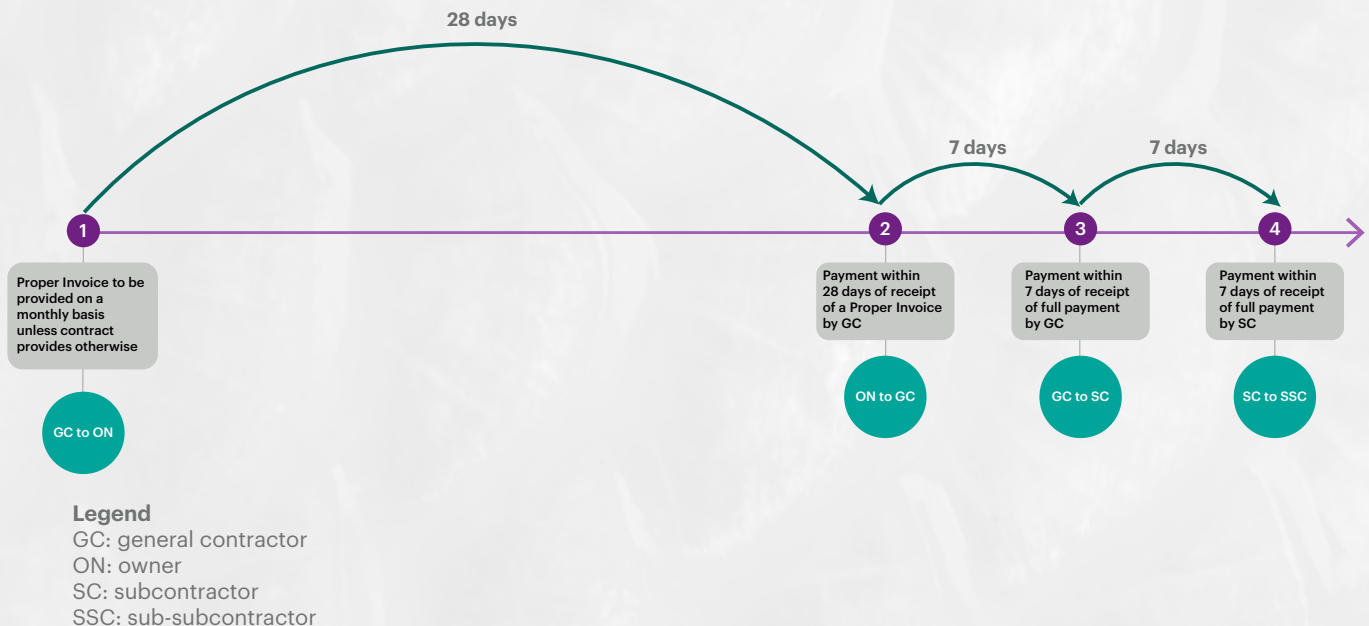 28 days
7 days
7 days
1
2
3
4
Proper Invoice to be
provided on a
monthly basis
unless contract
provides otherwise
Payment within
28 days of receipt
of a Proper Invoice
by GC
Payment within
7 days of receipt
of full payment
by GC
Payment within
7 days of receipt
of full payment
by SC
GC to ON
ON to GC
GC to SC
SC to SSC
Legend
GC: general contractor
ON: owner
SC: subcontractor
SSC: sub-subcontractor